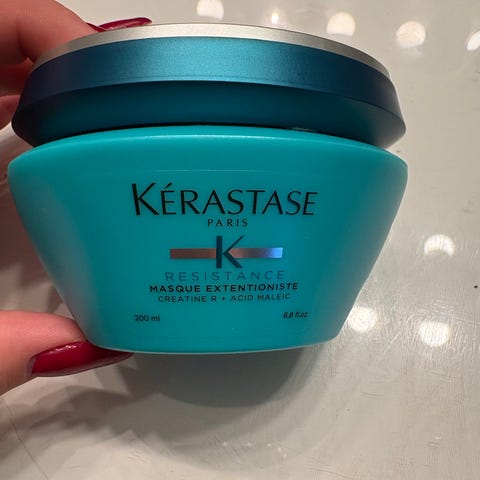 KÉRASTASE
PARIS
K
RESISTANCE
MASQUE EXTENTIONISTE
CREATINE R + ACID MALEIC
200 ml 6.8 fl.oz